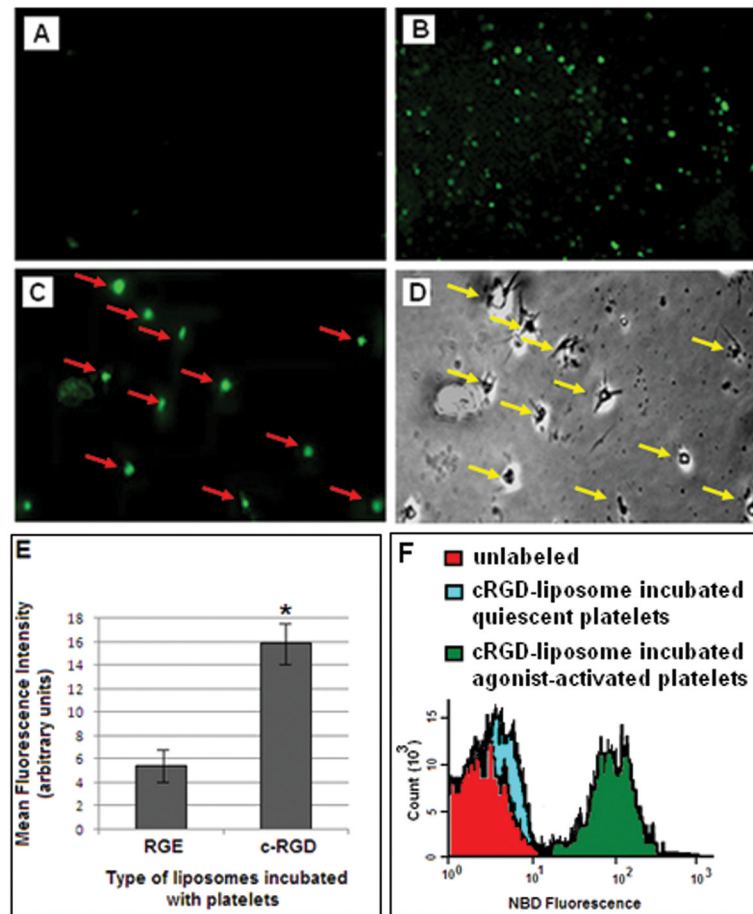 A
B
C
D
E
Mean Fluorescence Intensity
(arbitrary units)
18
16
14
12
10
8
6
4
2
0
*
RGE c-RGD
Type of liposomes incubated
with platelets
F
unlabeled
cRGD-liposome incubated
quiescent platelets
cRGD-liposome incubated
agonist-activated platelets
Count (10³)
15
10
5
0
10⁰ 10¹ 10² 10³
NBD Fluorescence